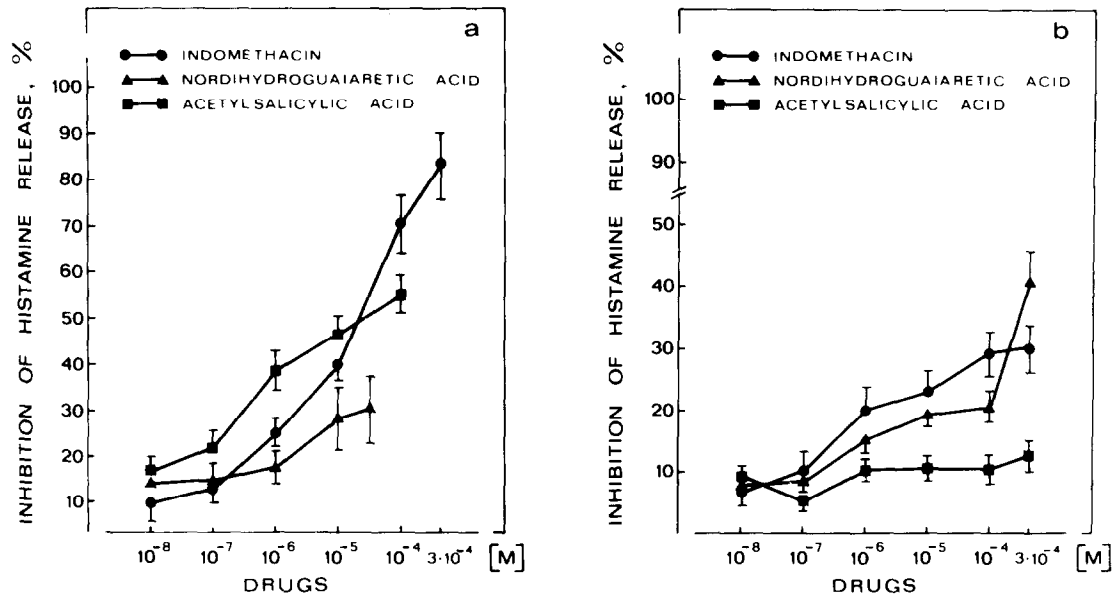 a
INDOMETHACIN
NORDIHYDROGUAIARETIC ACID
ACETYLSALICYLIC ACID
INHIBITION OF HISTAMINE RELEASE, %
100
90
80
70
60
50
40
30
20
10
10⁻⁸ 10⁻⁷ 10⁻⁶ 10⁻⁵ 10⁻⁴ 3·10⁻⁴ [M]
DRUGS
b
INDOMETHACIN
NORDIHYDROGUAIARETIC ACID
ACETYLSALICYLIC ACID
INHIBITION OF HISTAMINE RELEASE, %
100
90
50
40
30
20
10
10⁻⁸ 10⁻⁷ 10⁻⁶ 10⁻⁵ 10⁻⁴ 3·10⁻⁴ [M]
DRUGS